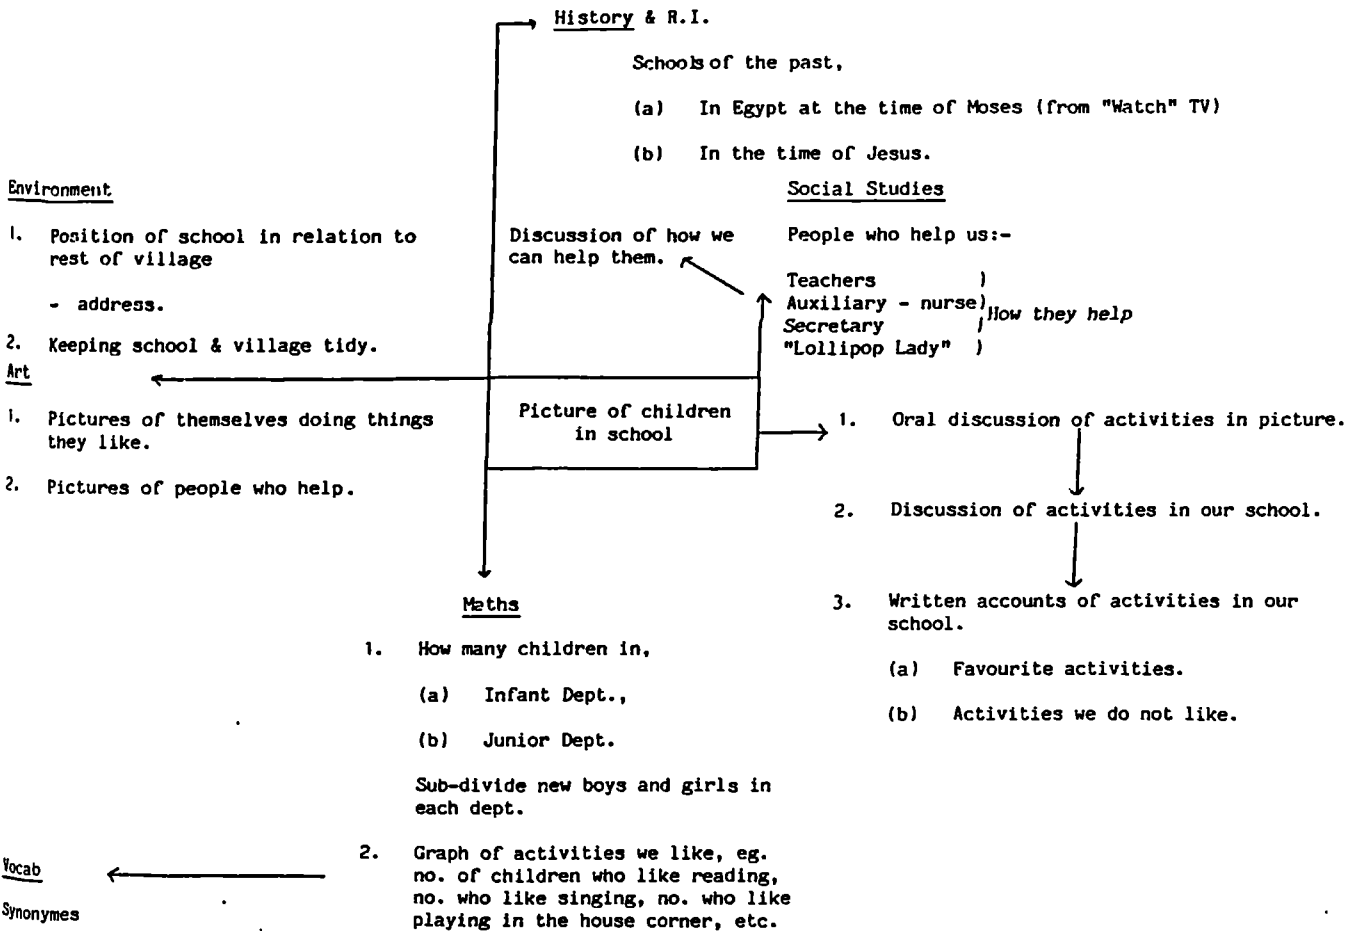 History & R.I.
Schools of the past,
(a) In Egypt at the time of Moses (from "Watch" TV)
(b) In the time of Jesus.
Environment
1. Position of school in relation to
rest of village
- address.
2. Keeping school & village tidy.
Discussion of how we
can help them.
Social Studies
People who help us:-
Teachers )
Auxiliary - nurse)
Secretary )
"Lollipop Lady" )
How they help
Art
1. Pictures of themselves doing things
they like.
2. Pictures of people who help.
Picture of children
in school
1. Oral discussion of activities in picture.
2. Discussion of activities in our school.
3. Written accounts of activities in our
school.
(a) Favourite activities.
(b) Activities we do not like.
Maths
1. How many children in,
(a) Infant Dept.,
(b) Junior Dept.
Sub-divide new boys and girls in
each dept.
2. Graph of activities we like, eg.
no. of children who like reading,
no. who like singing, no. who like
playing in the house corner, etc.
Vocab
Synonymes